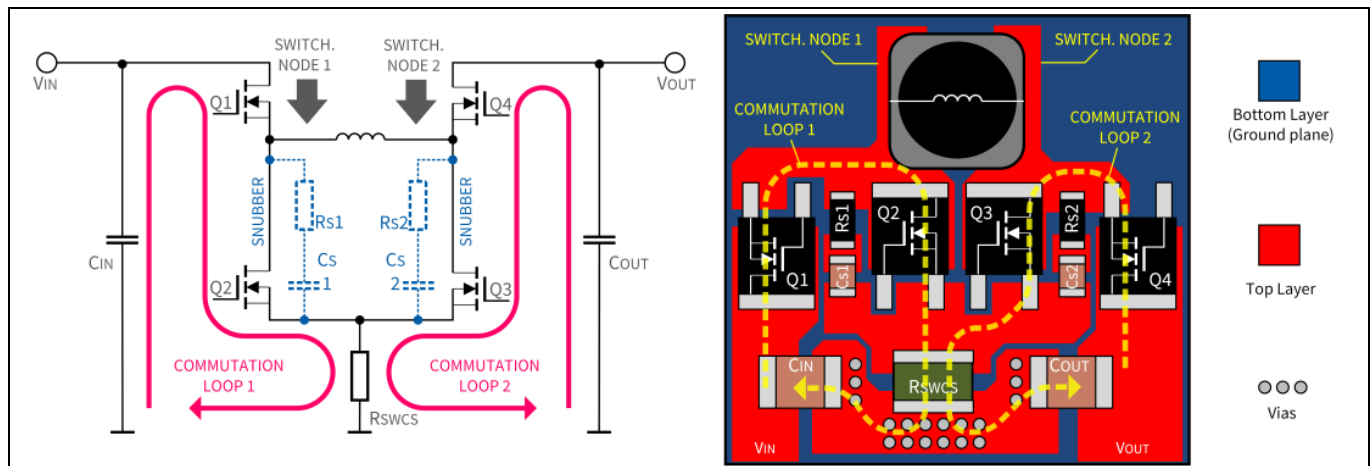 SWITCH.
NODE 1
SWITCH.
NODE 2
VIN
VOUT
Q1
Q4
SNUBBER
RS1
RS2
SNUBBER
CIN
COUT
CS
1
CS
2
Q2
Q3
COMMUTATION
LOOP 1
COMMUTATION
LOOP 2
RSWCS
SWITCH. NODE 1
SWITCH. NODE 2
COMMUTATION
LOOP 1
COMMUTATION
LOOP 2
Rs1
Q2
Q3
Rs2
Q1
Cs1
Cs2
Q4
CIN
RSWCS
COUT
VIN
VOUT
Bottom Layer
(Ground plane)
Top Layer
Vias